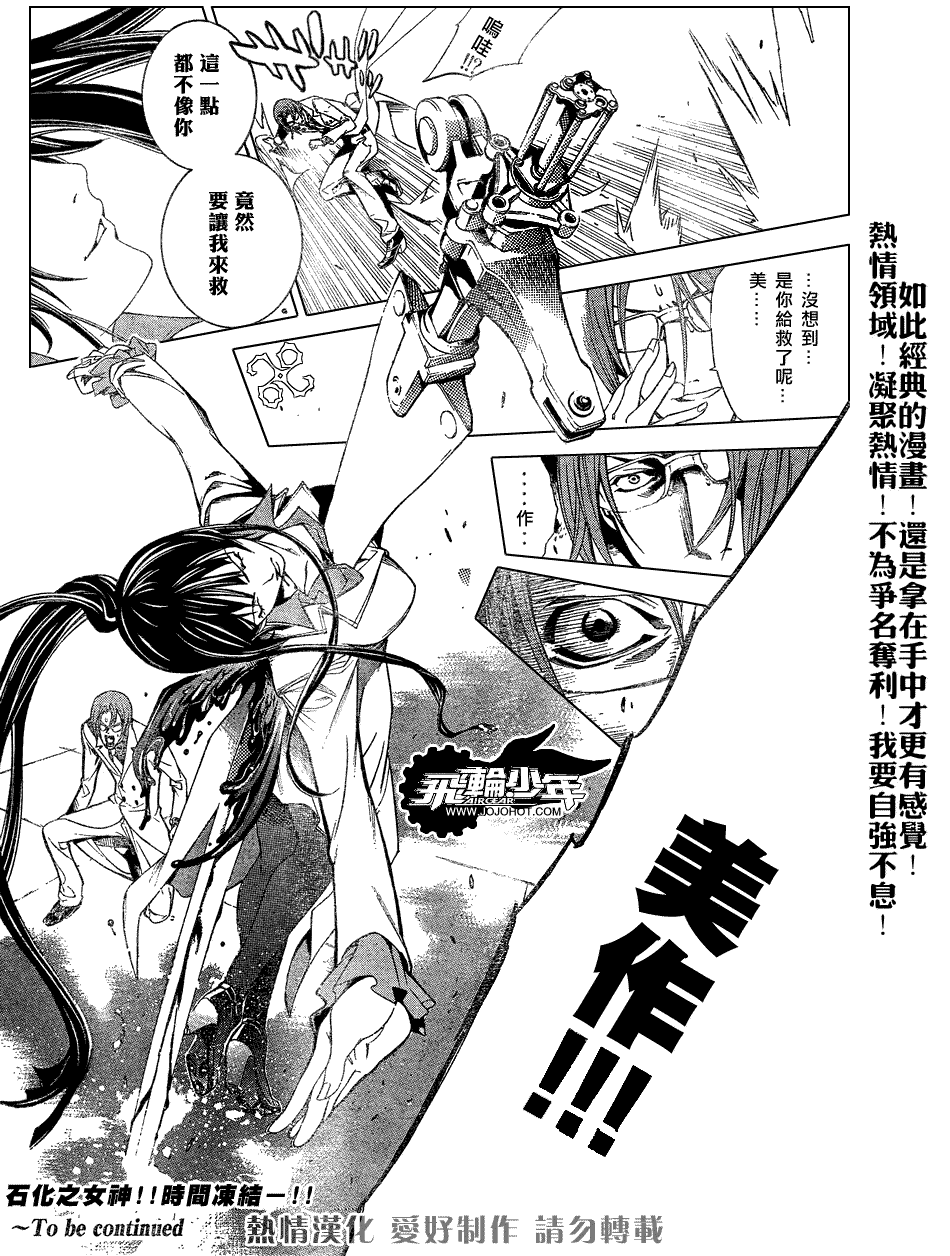 嗚哇!!?
這一點
都不像你
竟然
要讓我來救
…沒想到…
是你給救了呢…
美……
……作
飛輪少年
AIRGEAR
WWW.JOJOHOT.COM
美作!!!
如此經典的漫畫！還是拿在手中才更有感覺！
熱情領域！凝聚熱情！不為爭名奪利！我要自強不息！
石化之女神!!時間凍結－!!
～To be continued
熱情漢化 愛好制作 請勿轉載